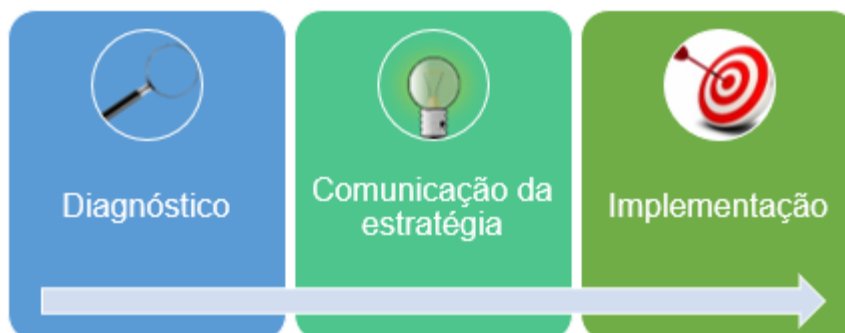 Diagnóstico
Comunicação da
estratégia
Implementação